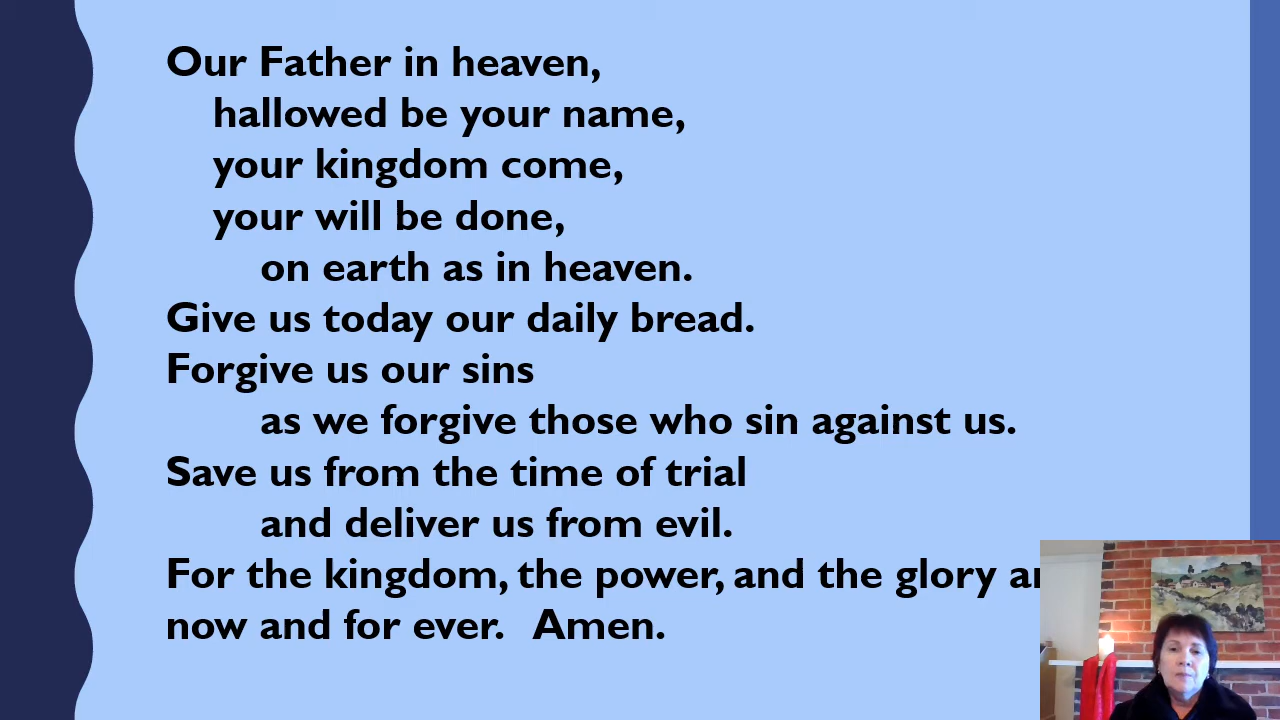 Our Father in heaven,
hallowed be your name,
your kingdom come,
your will be done,
on earth as in heaven.
Give us today our daily bread.
Forgive us our sins
as we forgive those who sin against us.
Save us from the time of trial
and deliver us from evil.
For the kingdom, the power, and the glory
now and for ever. Amen.